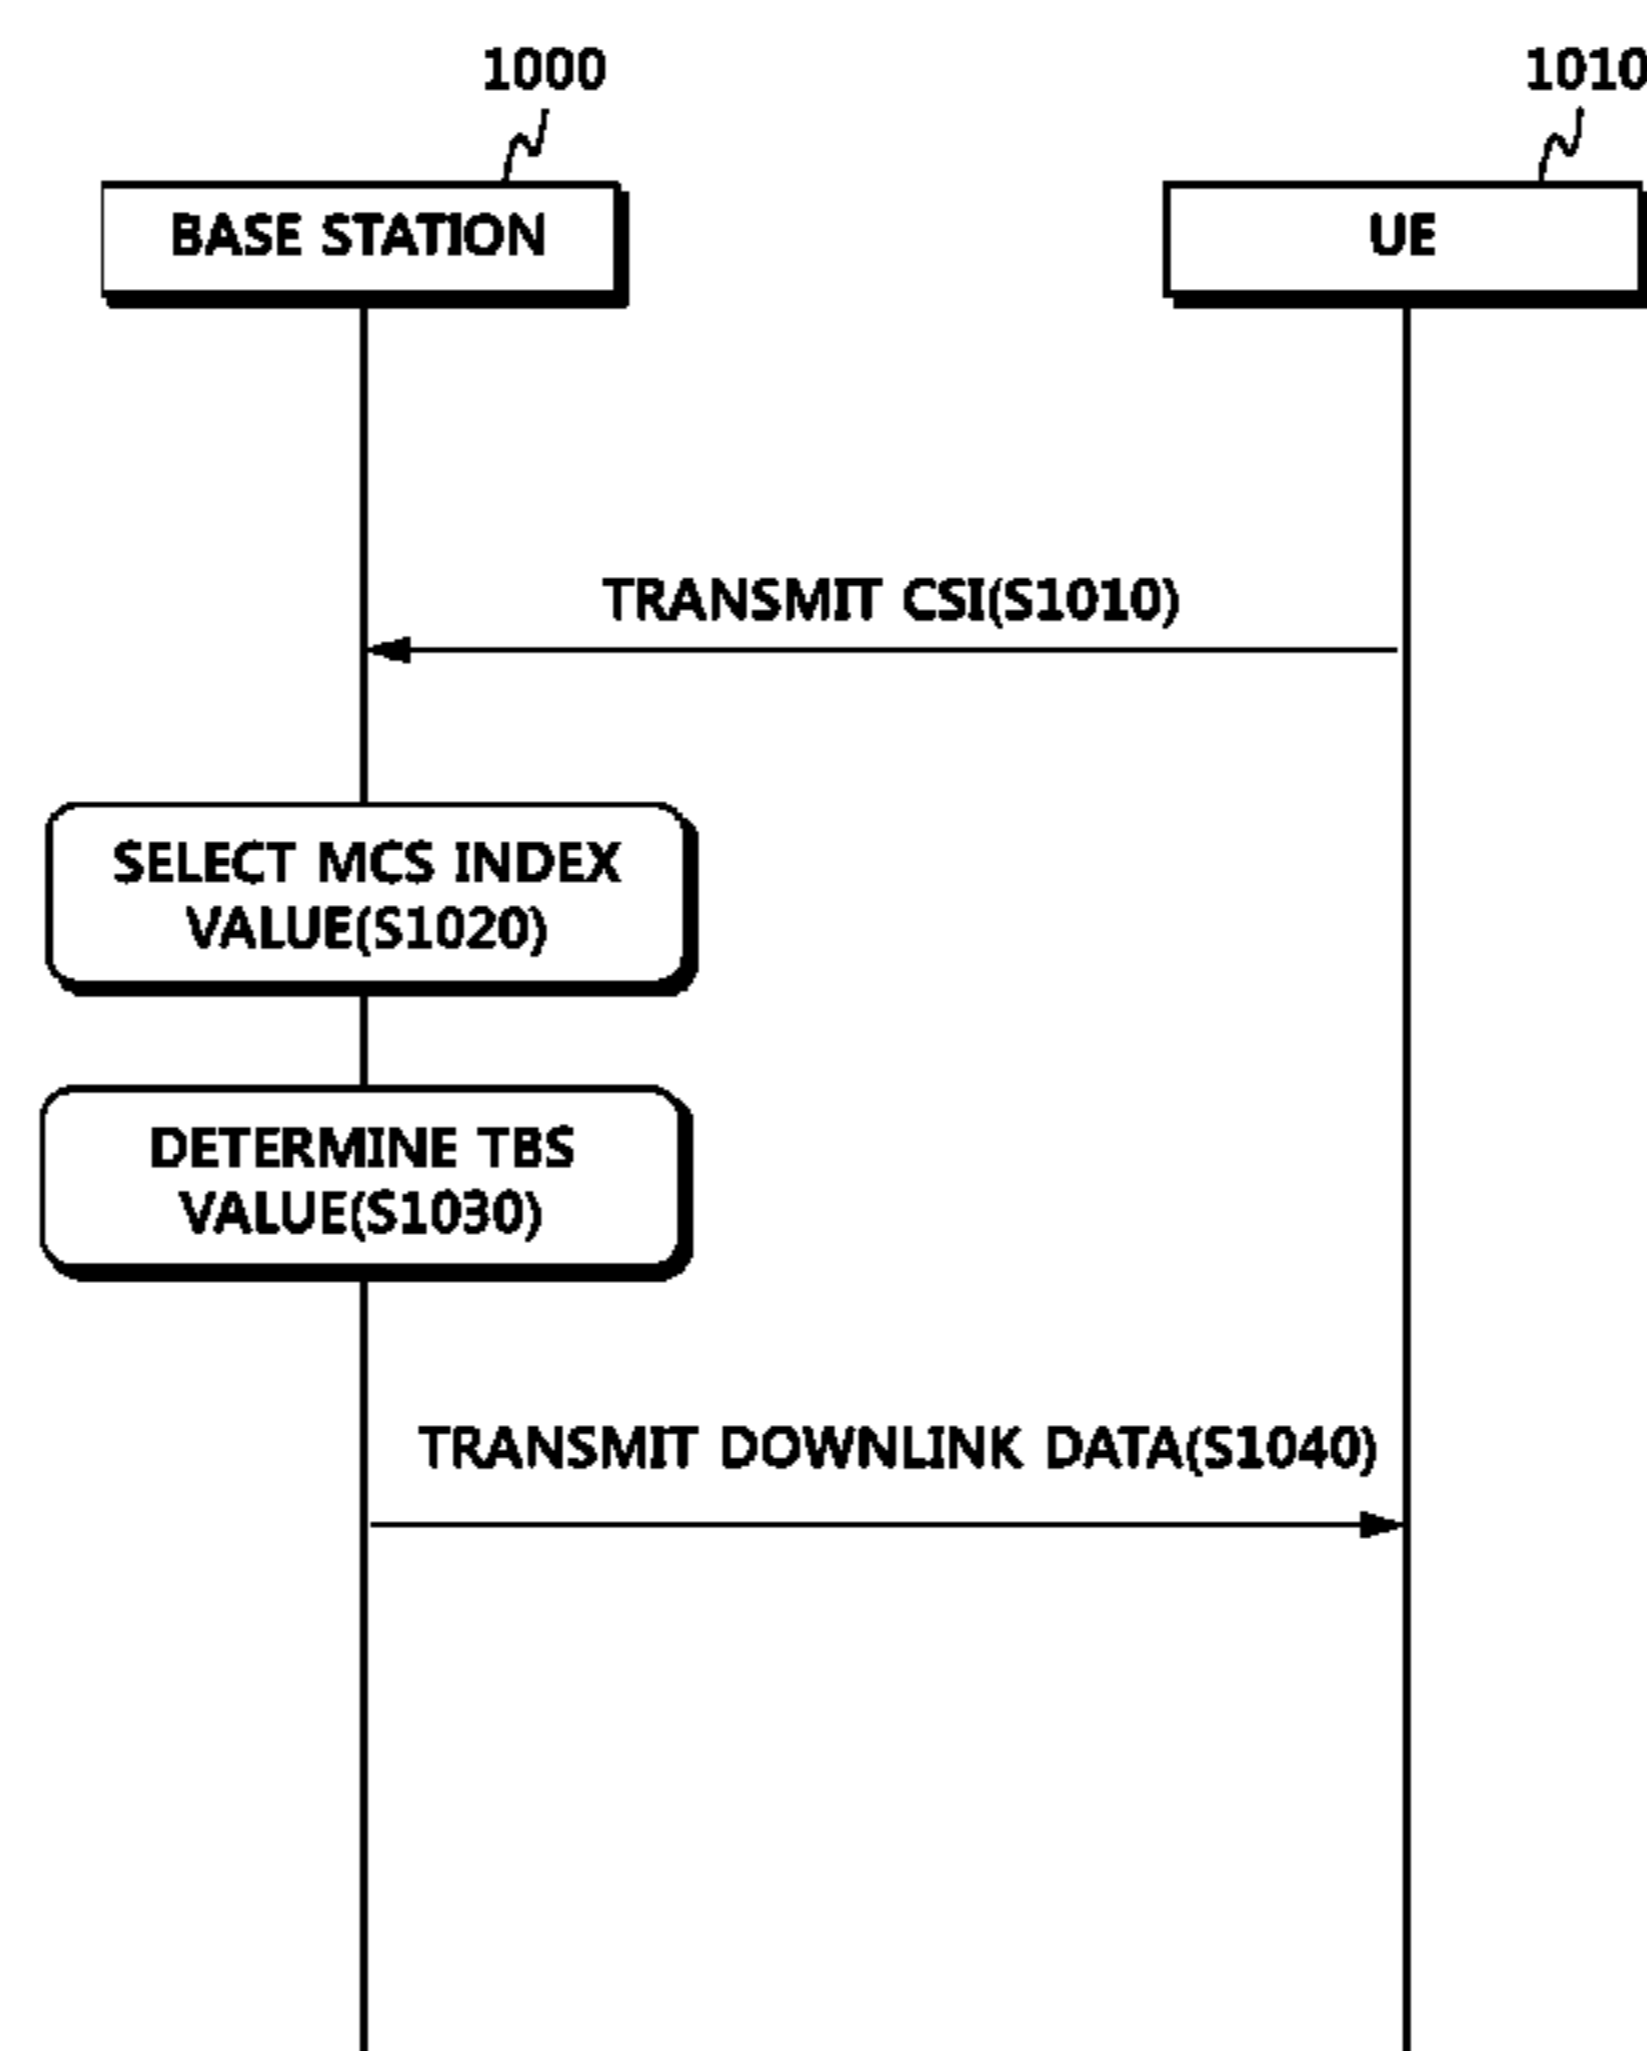 1000
1010
BASE STATION
UE
TRANSMIT CSI(S1010)
SELECT MCS INDEX
VALUE(S1020)
DETERMINE TBS
VALUE(S1030)
TRANSMIT DOWNLINK DATA(S1040)